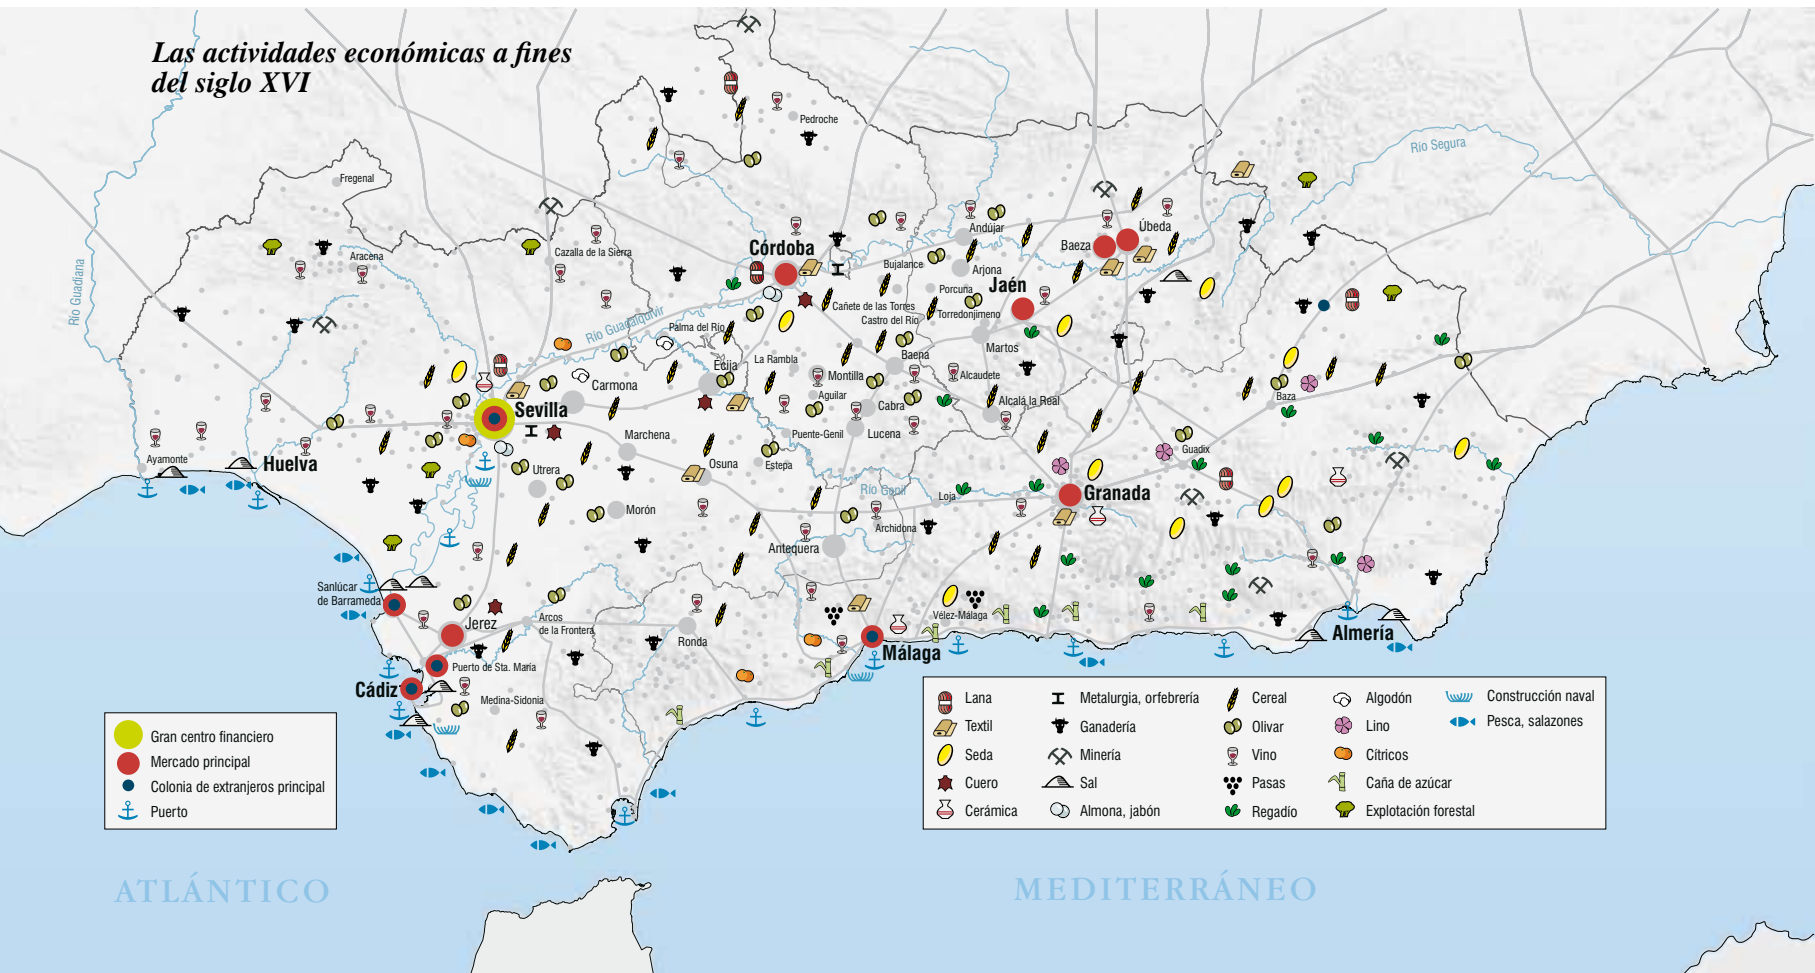 Las actividades económicas a fines
del siglo XVI
Pedroche
Río Segura
Fregenal
Río Guadiana
Aracena
Cazalla de la Sierra
Córdoba
Andújar
Úbeda
Baeza
Bujalance
Arjona
Jaén
Porcuna
Cañete de las Torres
Torredonjimeno
Castro del Río
Río Guadalquivir
Palma del Río
Martos
Écija
La Rambla
Baena
Montilla
Alcaudete
Carmona
Aguilar
Cabra
Alcalá la Real
Baza
Sevilla
Marchena
Puente-Genil
Lucena
Guadix
Ayamonte
Huelva
Utrera
Osuna
Estepa
Río Genil
Loja
Granada
Morón
Archidona
Antequera
Sanlúcar
de Barrameda
Jerez
Arcos
de la Frontera
Ronda
Vélez-Málaga
Málaga
Almería
Puerto de Sta. María
Cádiz
Medina-Sidonia
Gran centro financiero
Mercado principal
Colonia de extranjeros principal
Puerto
Lana
Textil
Seda
Cuero
Cerámica
Metalurgia, orfebrería
Ganadería
Minería
Sal
Almona, jabón
Cereal
Olivar
Vino
Pasas
Regadío
Algodón
Lino
Cítricos
Caña de azúcar
Explotación forestal
Construcción naval
Pesca, salazones
ATLÁNTICO
MEDITERRÁNEO